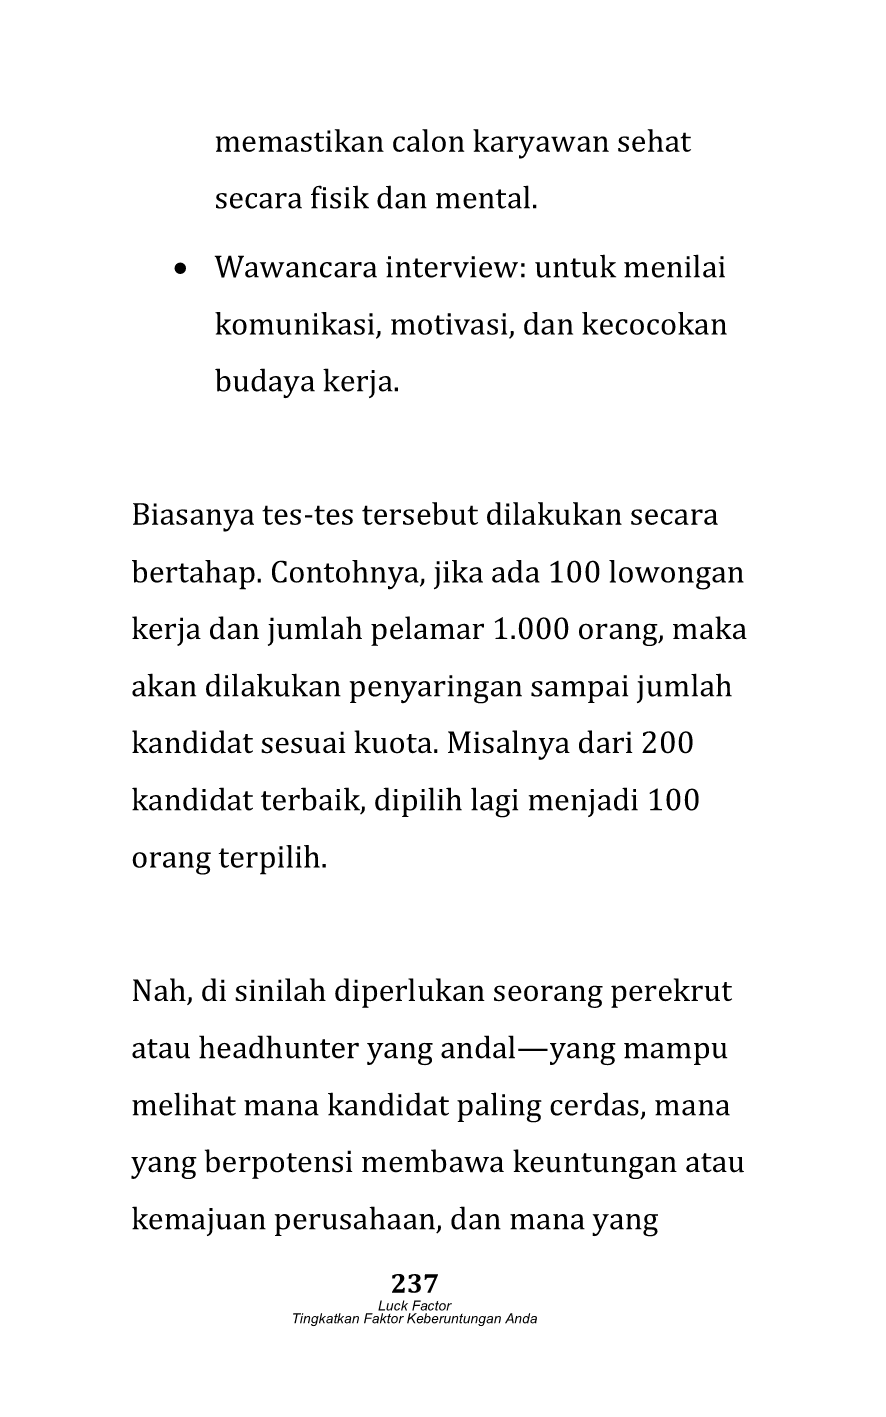 memastikan calon karyawan sehat
secara fisik dan mental.
• Wawancara interview: untuk menilai
komunikasi, motivasi, dan kecocokan
budaya kerja.
Biasanya tes-tes tersebut dilakukan secara
bertahap. Contohnya, jika ada 100 lowongan
kerja dan jumlah pelamar 1.000 orang, maka
akan dilakukan penyaringan sampai jumlah
kandidat sesuai kuota. Misalnya dari 200
kandidat terbaik, dipilih lagi menjadi 100
orang terpilih.
Nah, di sinilah diperlukan seorang perekrut
atau headhunter yang andal—yang mampu
melihat mana kandidat paling cerdas, mana
yang berpotensi membawa keuntungan atau
kemajuan perusahaan, dan mana yang
237
Luck Factor
Tingkatkan Faktor Keberuntungan Anda